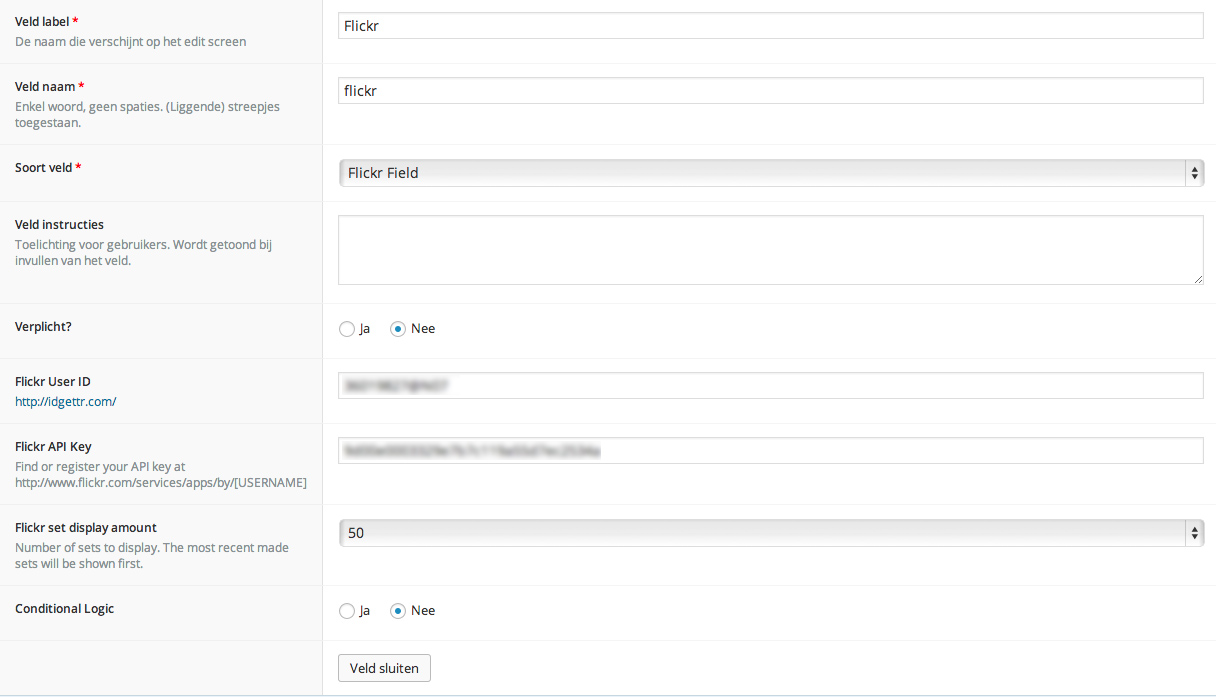 Veld label *
De naam die verschijnt op het edit screen
Flickr
Veld naam *
Enkel woord, geen spaties. (Liggende) streepjes
toegestaan.
flickr
Soort veld *
Flickr Field
Veld instructies
Toelichting voor gebruikers. Wordt getoond bij
invullen van het veld.
Verplicht?
Ja
Nee
Flickr User ID
http://idgettr.com/
Flickr API Key
Find or register your API key at
http://www.flickr.com/services/apps/by/[USERNAME]
Flickr set display amount
Number of sets to display. The most recent made
sets will be shown first.
50
Conditional Logic
Ja
Nee
Veld sluiten